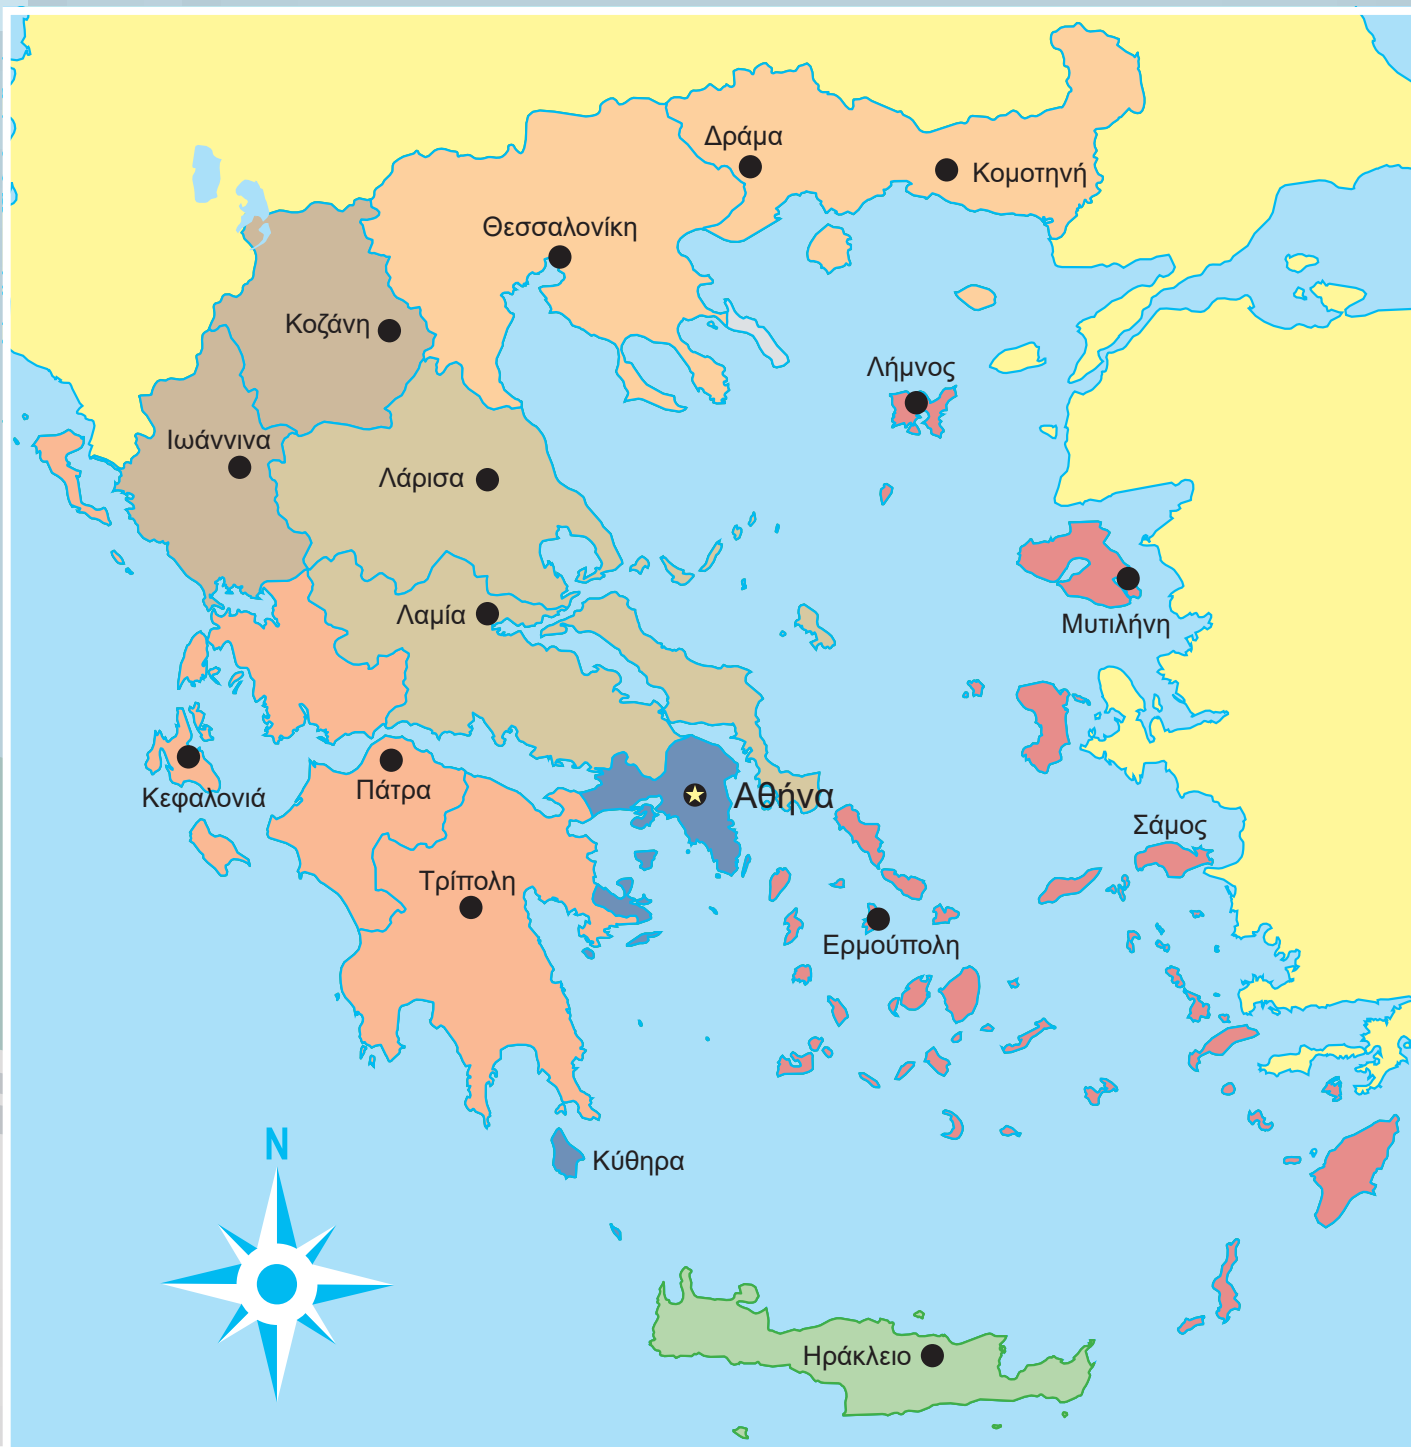 Δράμα
Κομοτηνή
Θεσσαλονίκη
Κοζάνη
Λήμνος
Ιωάννινα
Λάρισα
Λαμία
Μυτιλήνη
Κεφαλονιά
Πάτρα
Αθήνα
Σάμος
Τρίπολη
Ερμούπολη
N
Κύθηρα
Ηράκλειο